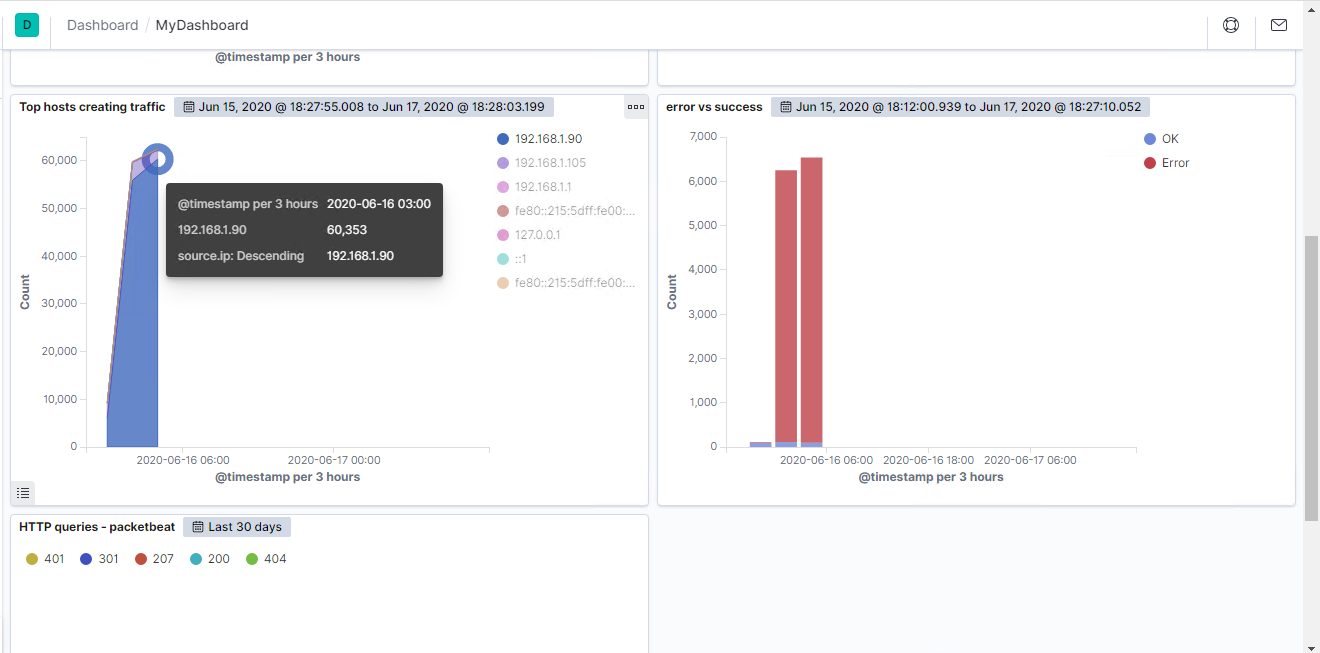 D Dashboard / MyDashboard
@timestamp per 3 hours
Top hosts creating traffic Jun 15, 2020 @ 18:27:55.008 to Jun 17, 2020 @ 18:28:03.199
Count
60,000
50,000
40,000
30,000
20,000
10,000
0
2020-06-16 06:00 2020-06-17 00:00
@timestamp per 3 hours
@timestamp per 3 hours 2020-06-16 03:00
192.168.1.90 60,353
source.ip: Descending 192.168.1.90
192.168.1.90
192.168.1.105
192.168.1.1
fe80::215:5dff:fe00:...
127.0.0.1
::1
fe80::215:5dff:fe00:...
error vs success Jun 15, 2020 @ 18:12:00.939 to Jun 17, 2020 @ 18:27:10.052
Count
7,000
6,000
5,000
4,000
3,000
2,000
1,000
0
2020-06-16 06:00 2020-06-16 18:00 2020-06-17 06:00
@timestamp per 3 hours
OK
Error
HTTP queries - packetbeat Last 30 days
401 301 207 200 404